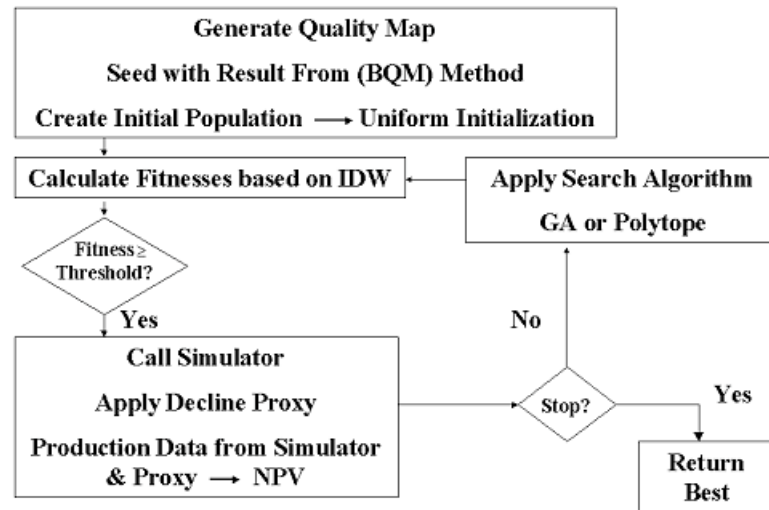 Generate Quality Map
Seed with Result From (BQM) Method
Create Initial Population → Uniform Initialization
Calculate Fitnesses based on IDW
Apply Search Algorithm
GA or Polytope
Fitness ≥
Threshold?
Yes
No
Call Simulator
Apply Decline Proxy
Production Data from Simulator
& Proxy → NPV
Stop?
Yes
Return
Best